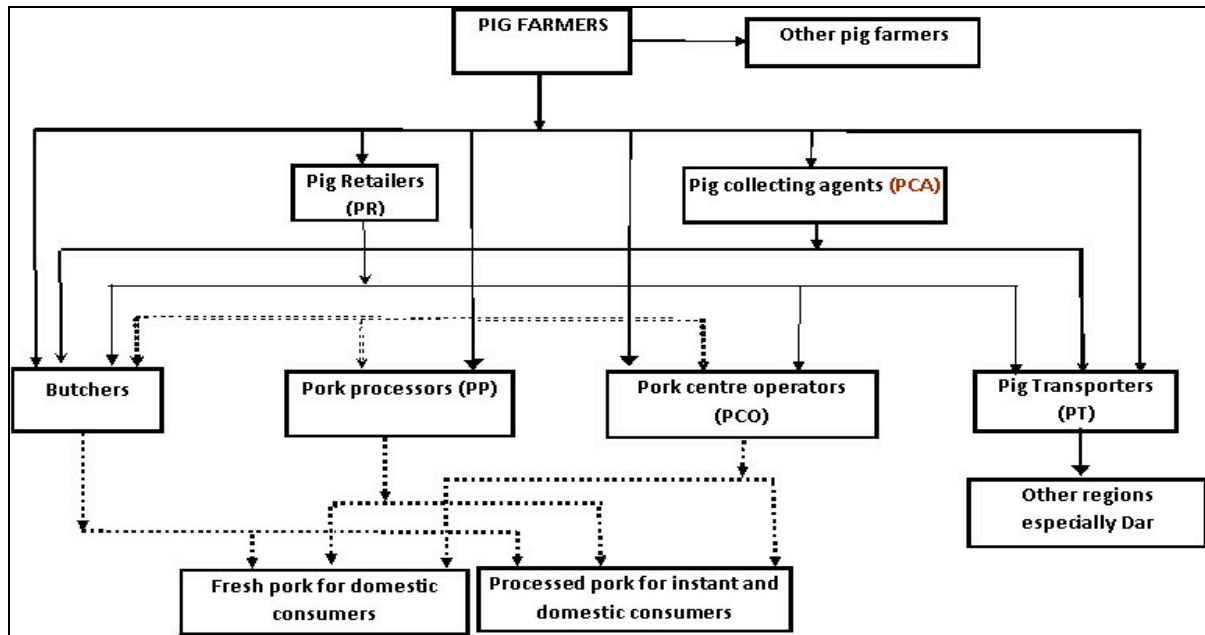 PIG FARMERS
Other pig farmers
Pig Retailers
(PR)
Pig collecting agents (PCA)
Butchers
Pork processors (PP)
Pork centre operators
(PCO)
Pig Transporters
(PT)
Other regions
especially Dar
Fresh pork for domestic
consumers
Processed pork for instant and
domestic consumers